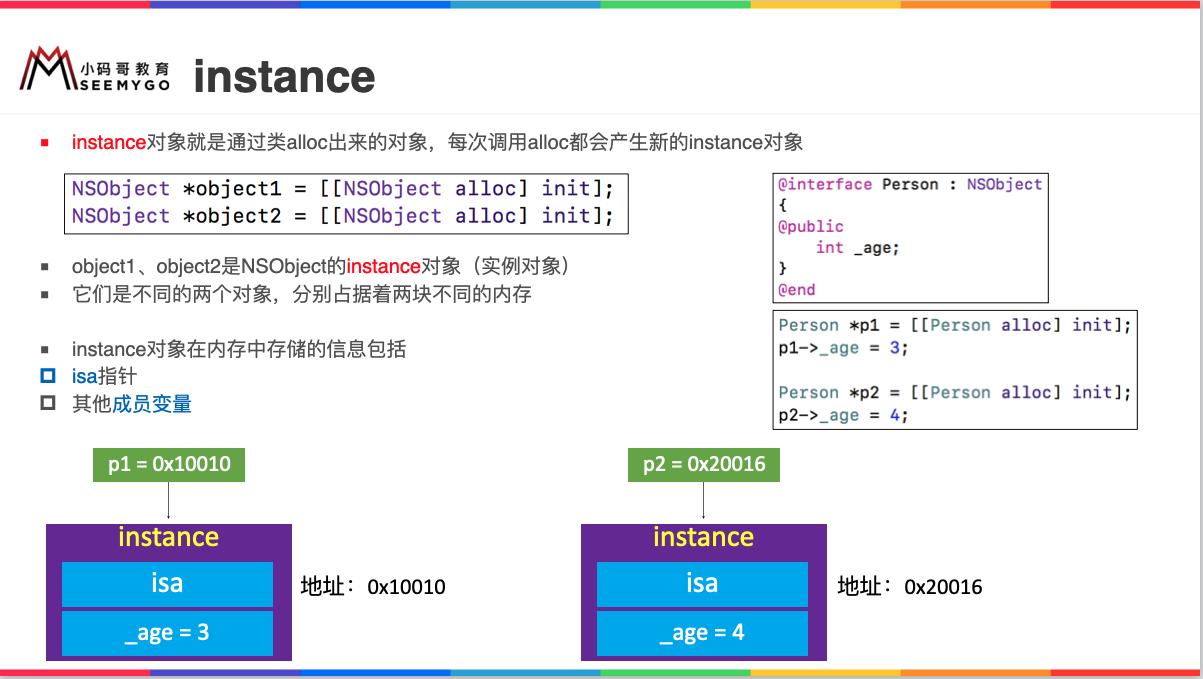 小码哥教育
SEEMYGO
instance
instance对象就是通过类alloc出来的对象，每次调用alloc都会产生新的instance对象
NSObject *object1 = [[NSObject alloc] init];
NSObject *object2 = [[NSObject alloc] init];
object1、object2是NSObject的instance对象（实例对象）
它们是不同的两个对象，分别占据着两块不同的内存
instance对象在内存中存储的信息包括
isa指针
其他成员变量
@interface Person : NSObject
{
@public
    int _age;
}
@end
Person *p1 = [[Person alloc] init];
p1->_age = 3;
Person *p2 = [[Person alloc] init];
p2->_age = 4;
p1 = 0x10010
instance
isa
_age = 3
地址：0x10010
p2 = 0x20016
instance
isa
_age = 4
地址：0x20016